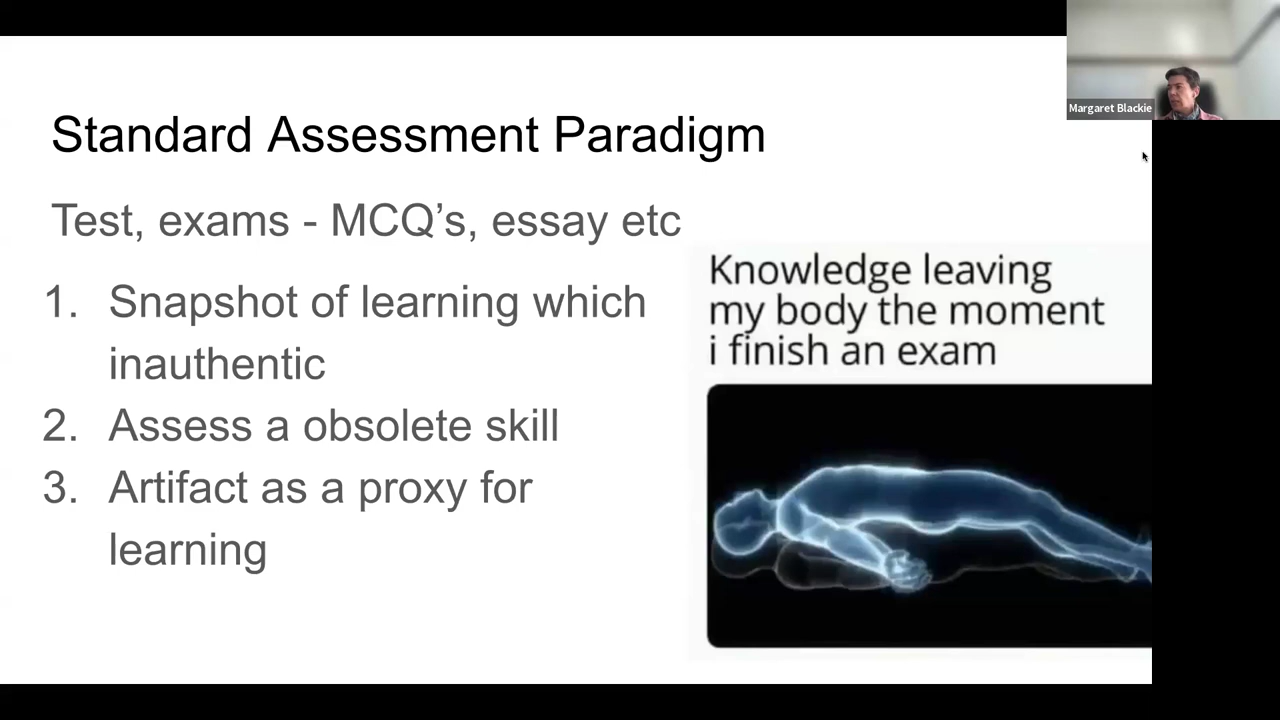 Standard Assessment Paradigm
Test, exams - MCQ’s, essay etc
1. Snapshot of learning which
inauthentic
2. Assess a obsolete skill
3. Artifact as a proxy for
learning
Knowledge leaving
my body the moment
i finish an exam
Margaret Blackie